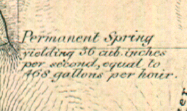 Permanent Spring
yielding 36 cub. inches
per second, equal to
468 gallons per hour.